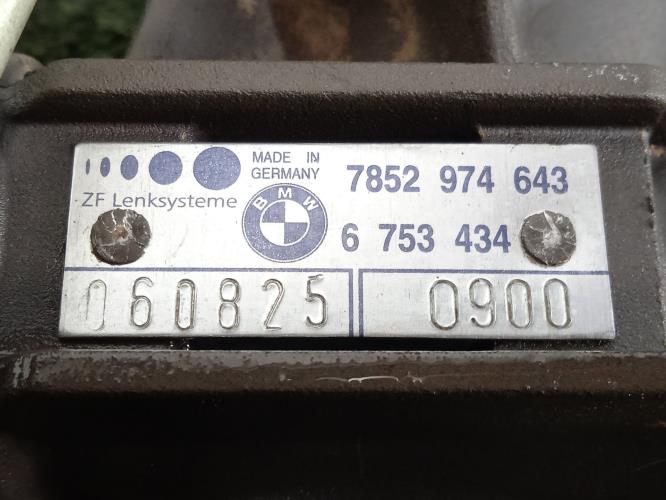 ZF Lenksysteme
MADE IN
GERMANY
BMW
7852 974 643
6 753 434
060825
0900